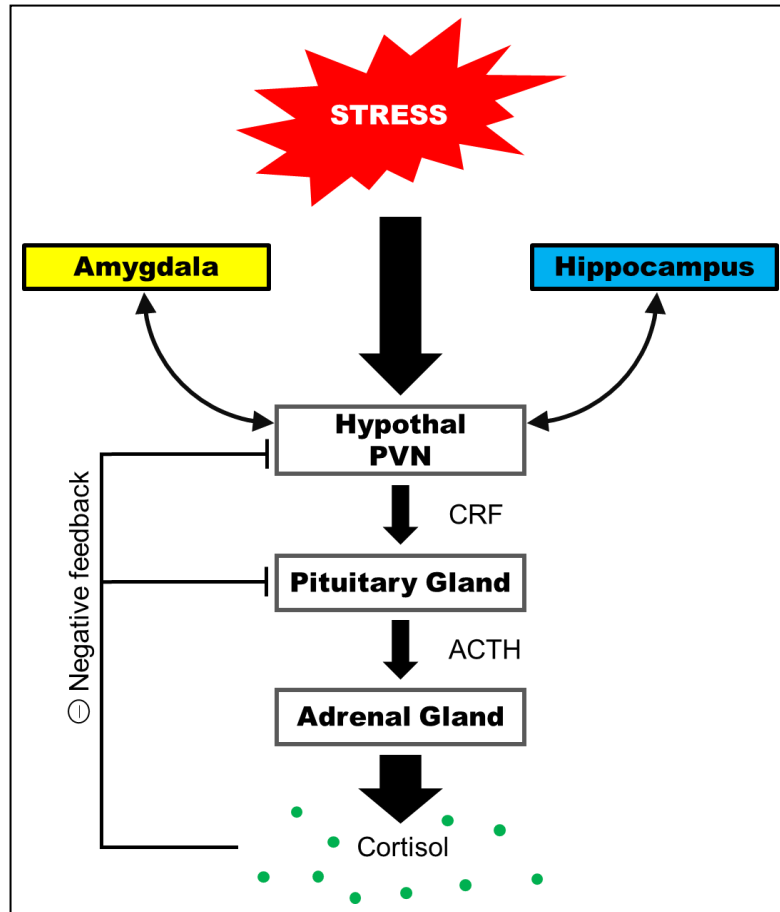 STRESS
Amygdala
Hippocampus
Hypothal
PVN
CRF
Pituitary Gland
ACTH
Adrenal Gland
Cortisol
⊖ Negative feedback